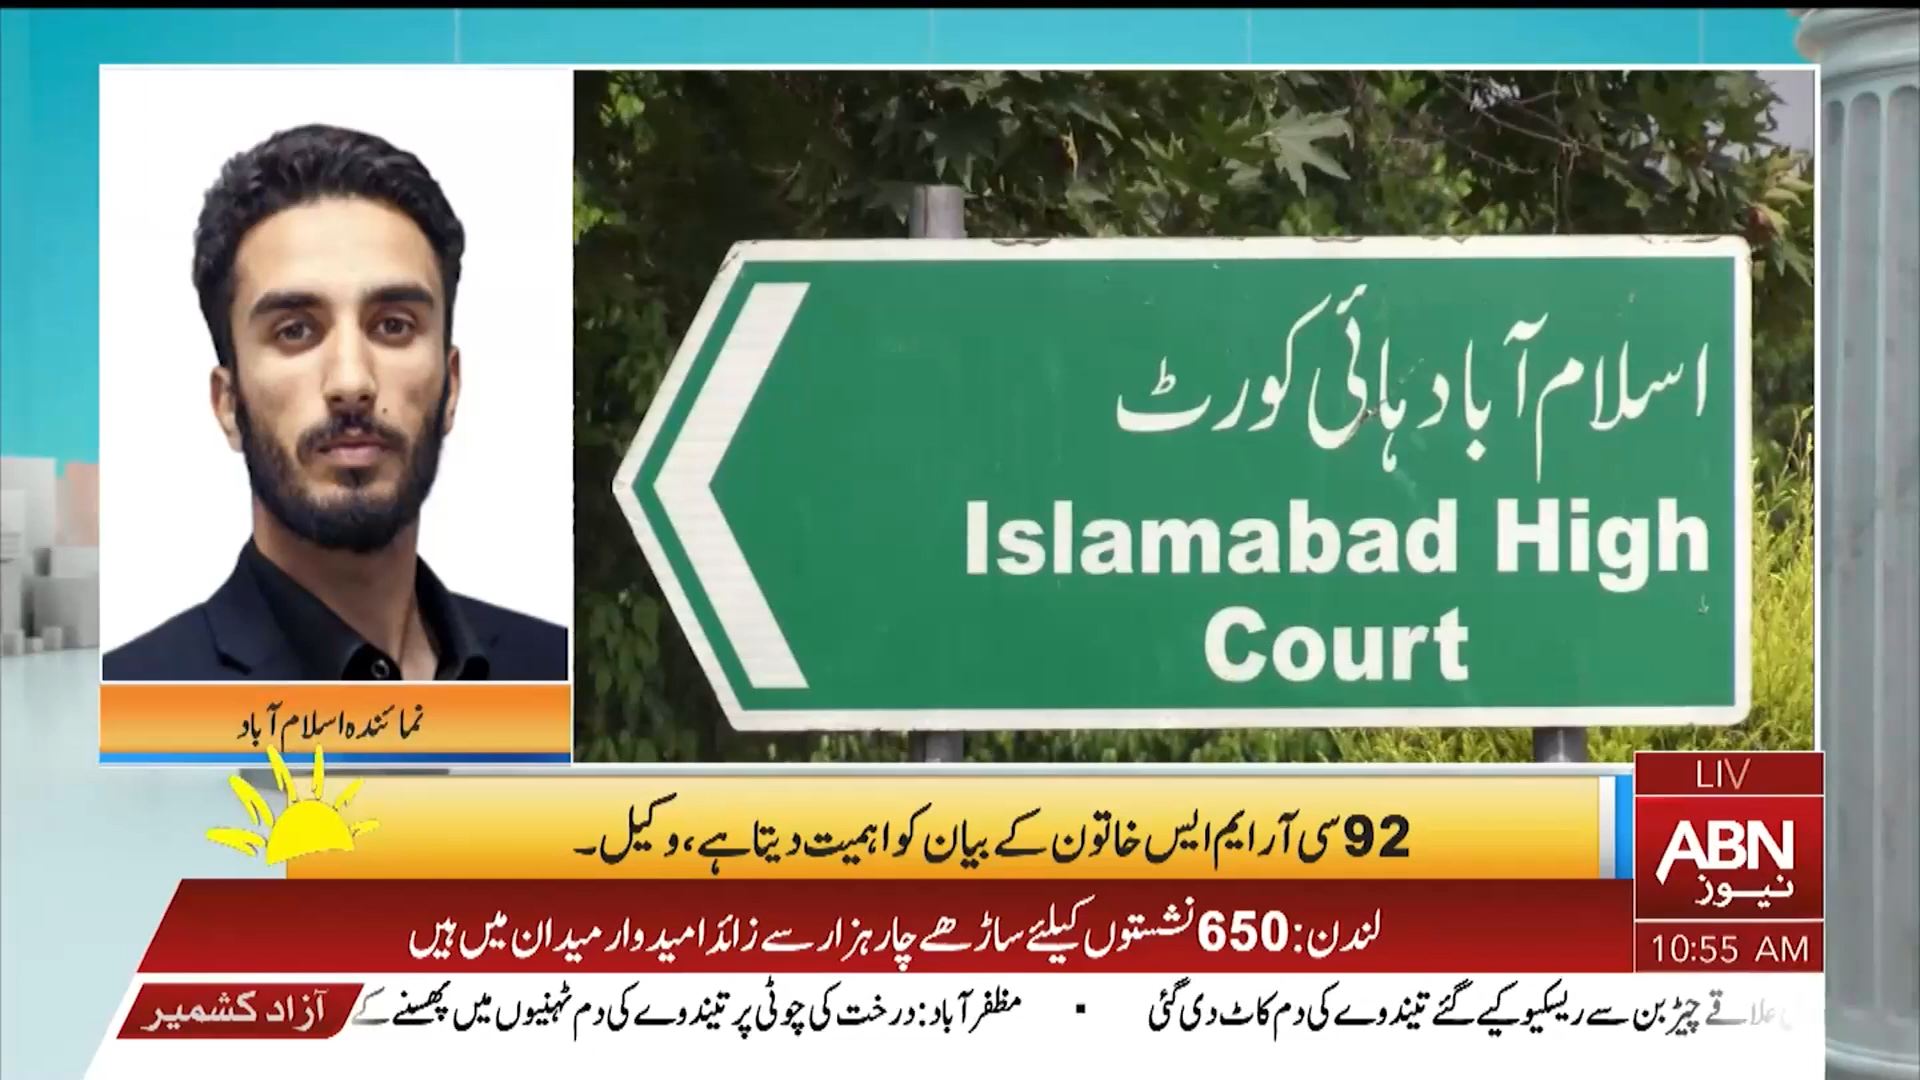 اسلام آباد ہائی کورٹ
Islamabad High
Court
نمائندہ اسلام آباد
92 سی آر ایم ایس خاتون کے بیان کو اہمیت دیتا ہے، وکیل۔
LIV
ABN
نیوز
لندن: 650 نشستوں کیلئے ساڑھے چار ہزار سے زائد امیدوار میدان میں ہیں
10:55 AM
آزاد کشمیر
علاقے چیڑ بن سے ریسکیو کیے گئے تیندوے کی دم کاٹ دی گئی ▪ مظفر آباد: درخت کی چوٹی پر تیندوے کی دم ٹہنیوں میں پھنسنے کے